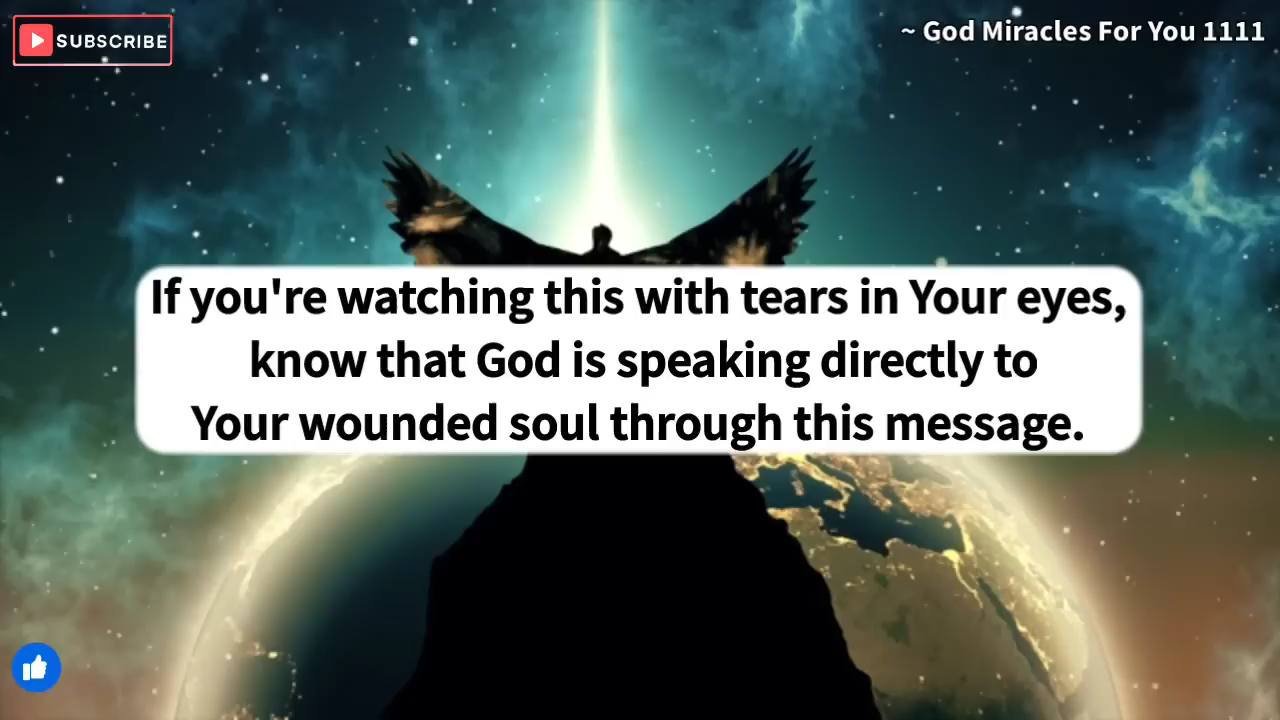 SUBSCRIBE
~ God Miracles For You 1111
If you're watching this with tears in Your eyes,
know that God is speaking directly to
Your wounded soul through this message.